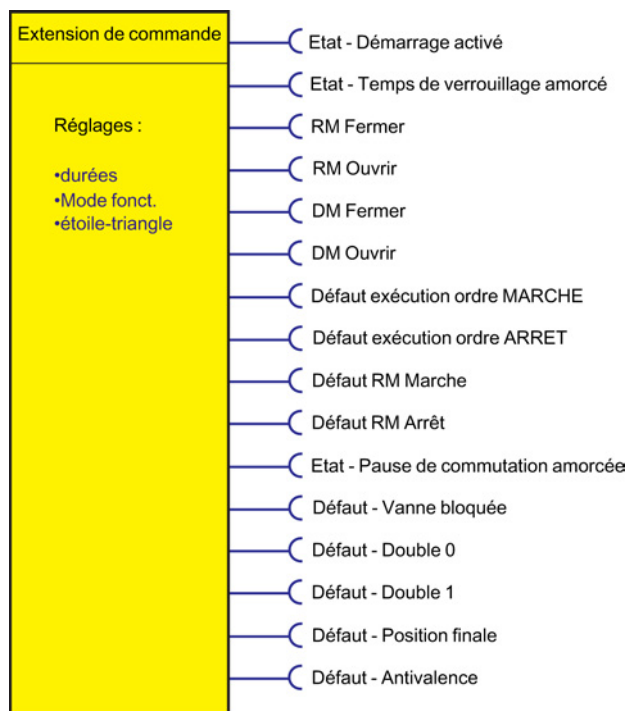 Extension de commande
Réglages :
•durées
•Mode fonct.
•étoile-triangle
Etat - Démarrage activé
Etat - Temps de verrouillage amorcé
RM Fermer
RM Ouvrir
DM Fermer
DM Ouvrir
Défaut exécution ordre MARCHE
Défaut exécution ordre ARRET
Défaut RM Marche
Défaut RM Arrêt
Etat - Pause de commutation amorcée
Défaut - Vanne bloquée
Défaut - Double 0
Défaut - Double 1
Défaut - Position finale
Défaut - Antivalence